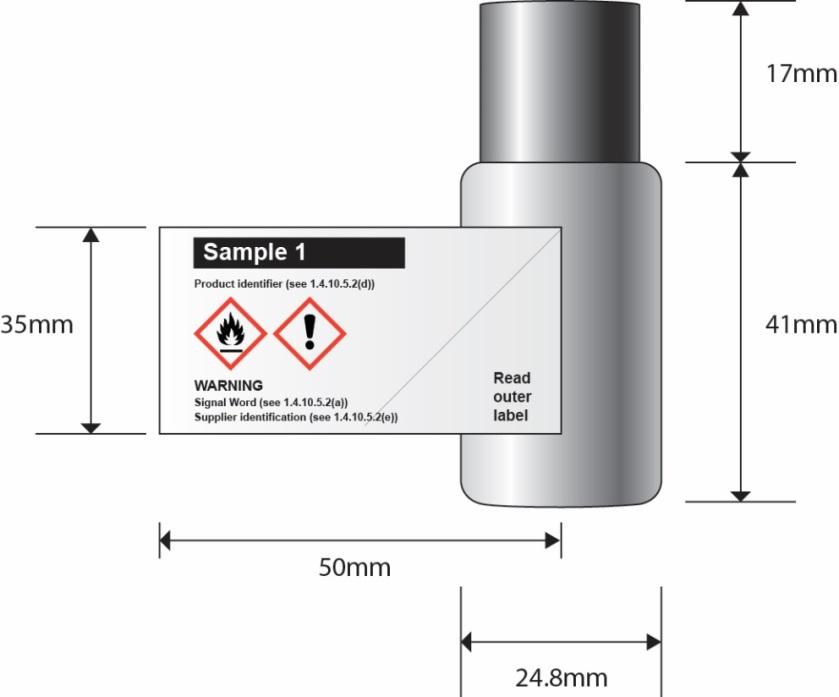 17mm
Sample 1
Product identifier (see 1.4.10.5.2(d))
35mm
41mm
WARNING
Signal Word (see 1.4.10.5.2(a))
Supplier identification (see 1.4.10.5.2(e))
Read
outer
label
50mm
24.8mm